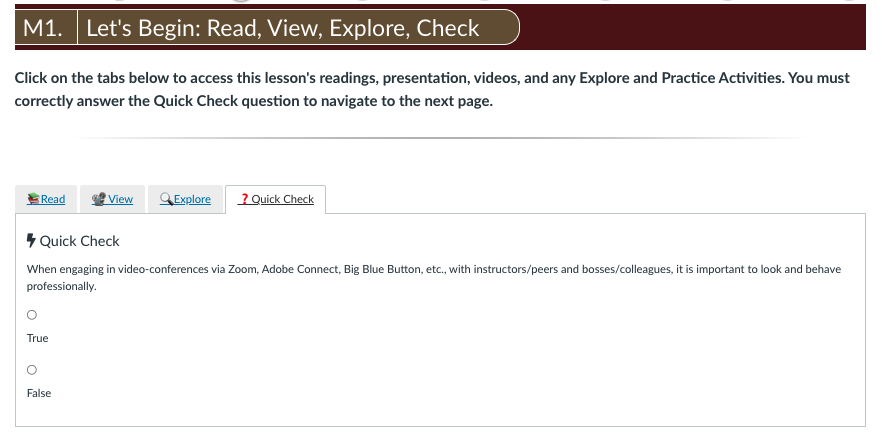 M1. Let's Begin: Read, View, Explore, Check
Click on the tabs below to access this lesson's readings, presentation, videos, and any Explore and Practice Activities. You must
correctly answer the Quick Check question to navigate to the next page.
Read View Explore ? Quick Check
Quick Check
When engaging in video-conferences via Zoom, Adobe Connect, Big Blue Button, etc., with instructors/peers and bosses/colleagues, it is important to look and behave
professionally.
True
False